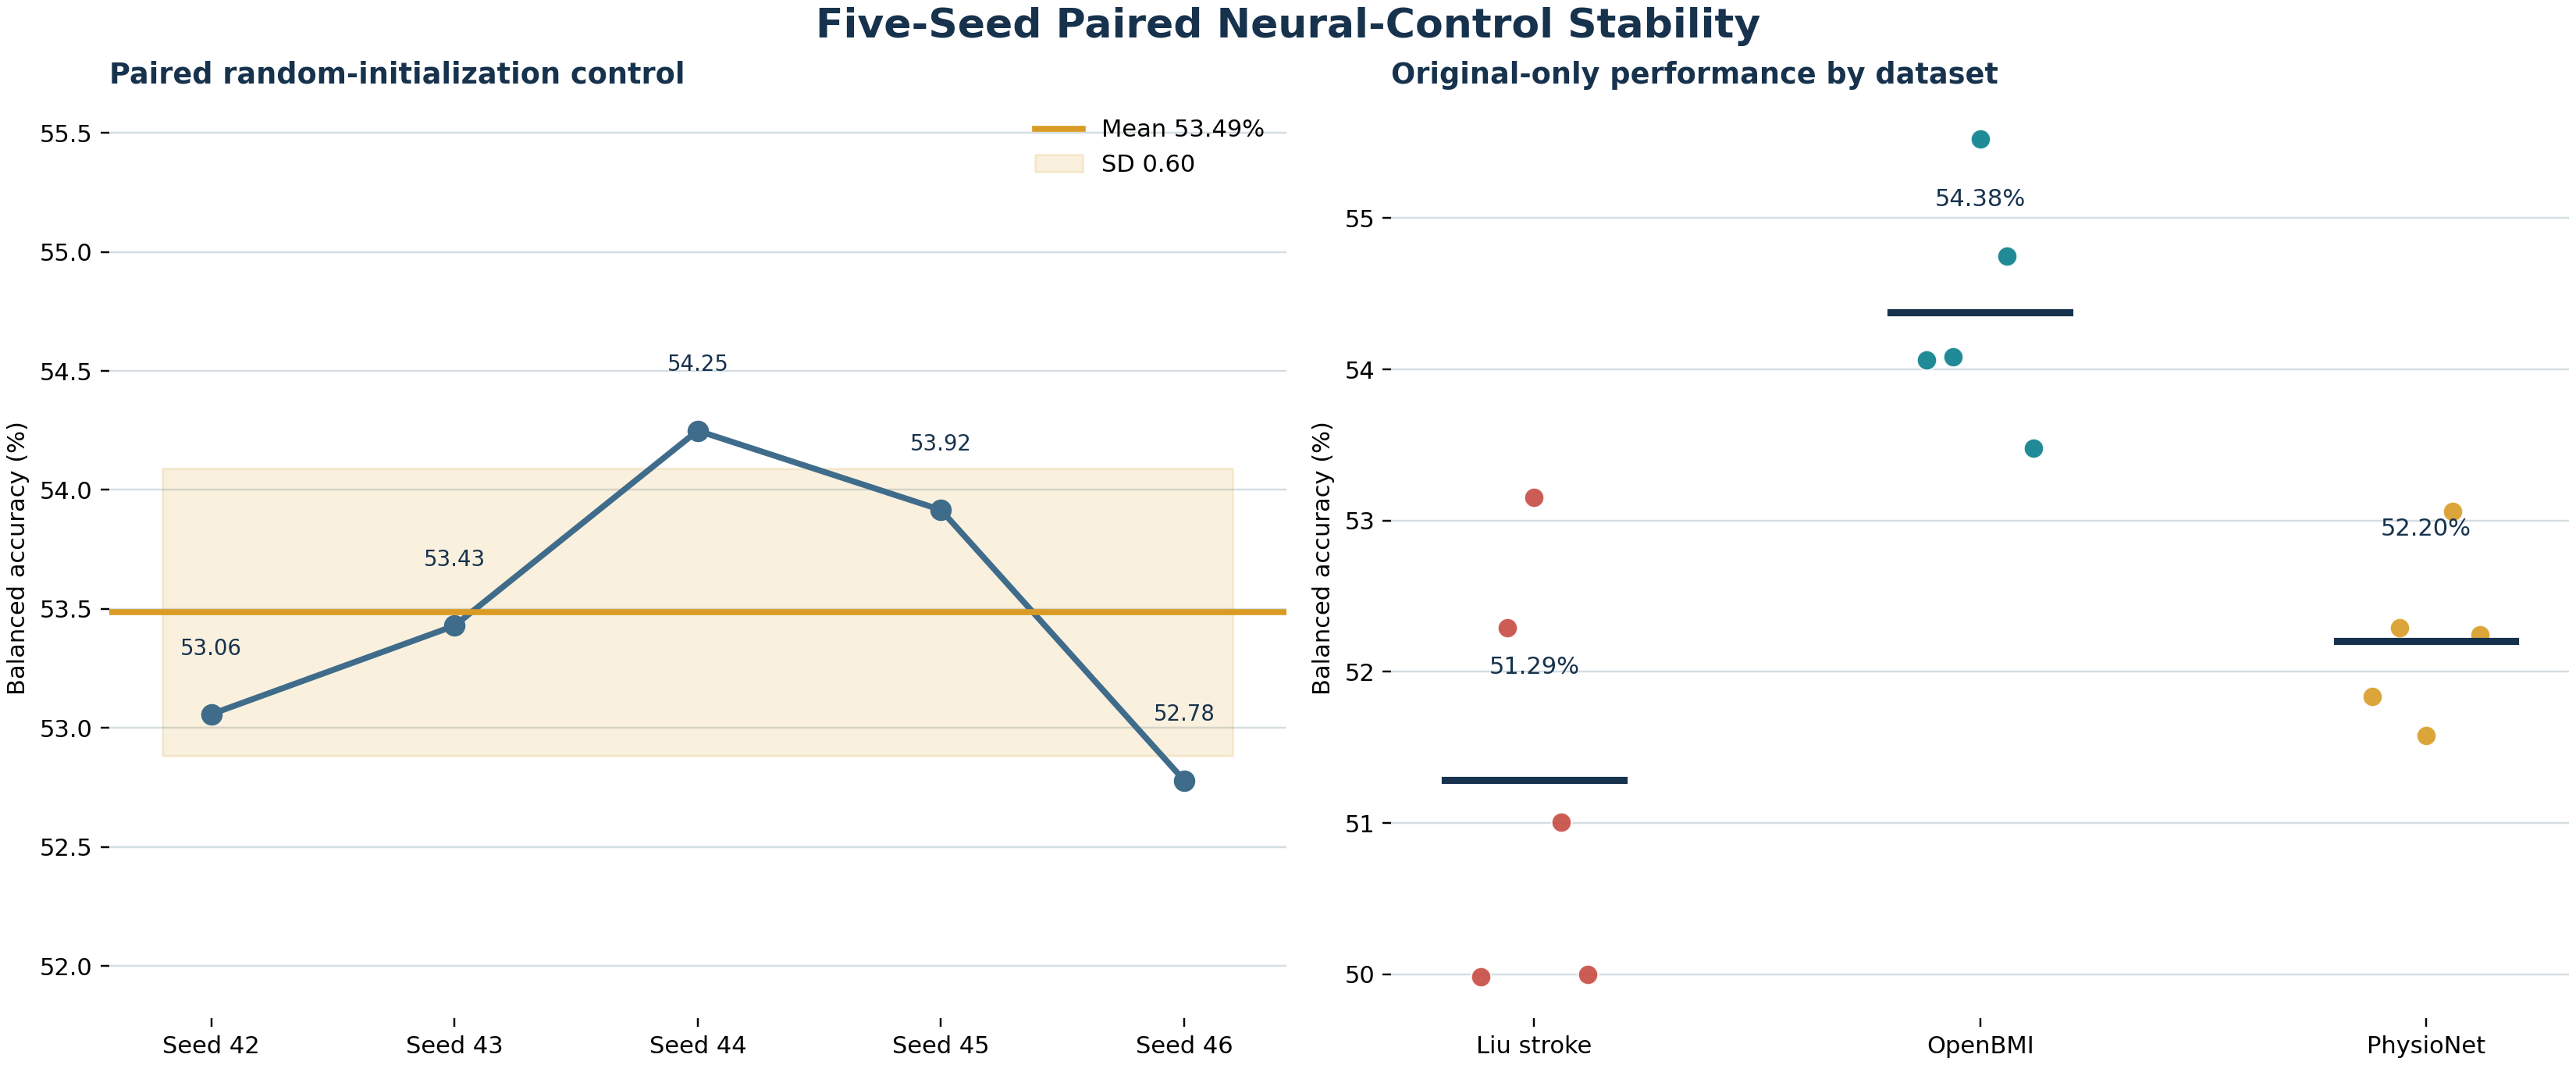 Five-Seed Paired Neural-Control Stability
Paired random-initialization control
Balanced accuracy (%)
55.5
55.0
54.5
54.0
53.5
53.0
52.5
52.0
Mean 53.49%
SD 0.60
53.06
53.43
54.25
53.92
52.78
Seed 42
Seed 43
Seed 44
Seed 45
Seed 46
Original-only performance by dataset
Balanced accuracy (%)
55
54
53
52
51
50
51.29%
54.38%
52.20%
Liu stroke
OpenBMI
PhysioNet